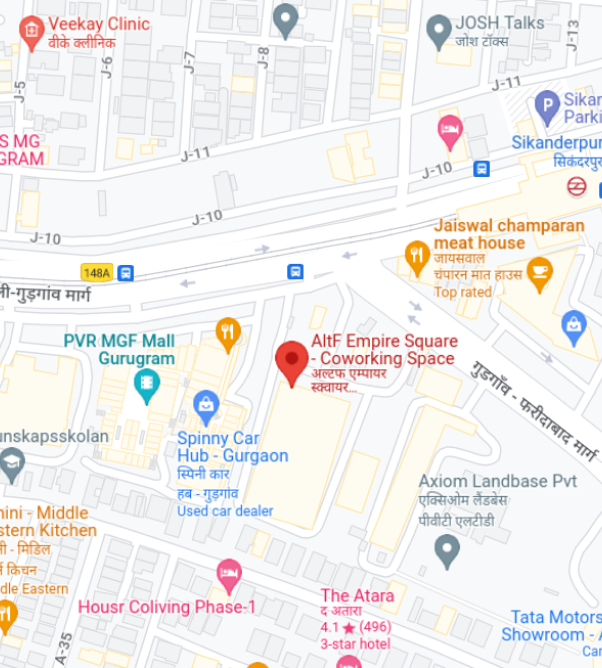 Veekay Clinic
वीके क्लीनिक
JOSH Talks
जोश टॉक्स
J-13
J-8
J-7
J-6
J-5
J-11
P
Sikar
Parki
S MG
GRAM
Sikanderpur
सिकंदरपुर
J-11
J-10
J-10
J-10
Jaiswal champaran
meat house
जायसवाल
चंपारन मीत हाउस
Top rated
148A
ली-गुड़गांव मार्ग
PVR MGF Mall
Gurugram
AltF Empire Square
- Coworking Space
अल्टफ एम्पायर
स्क्वायर...
गुडगाँव - फरीदाबाद मार्ग
unskapsskolan
Spinny Car
Hub - Gurgaon
स्पिनी कार
हब - गुड़गांव
Used car dealer
Axiom Landbase Pvt
एक्सिओम लैंडबेस
पीवीटी एलटीडी
mini - Middle
stern Kitchen
नी - मिडिल
र्न किचन
ddle Eastern
Housr Coliving Phase-1
The Atara
द अतारा
4.1 ★ (496)
3-star hotel
A-35
Tata Motors
Showroom - A
Car